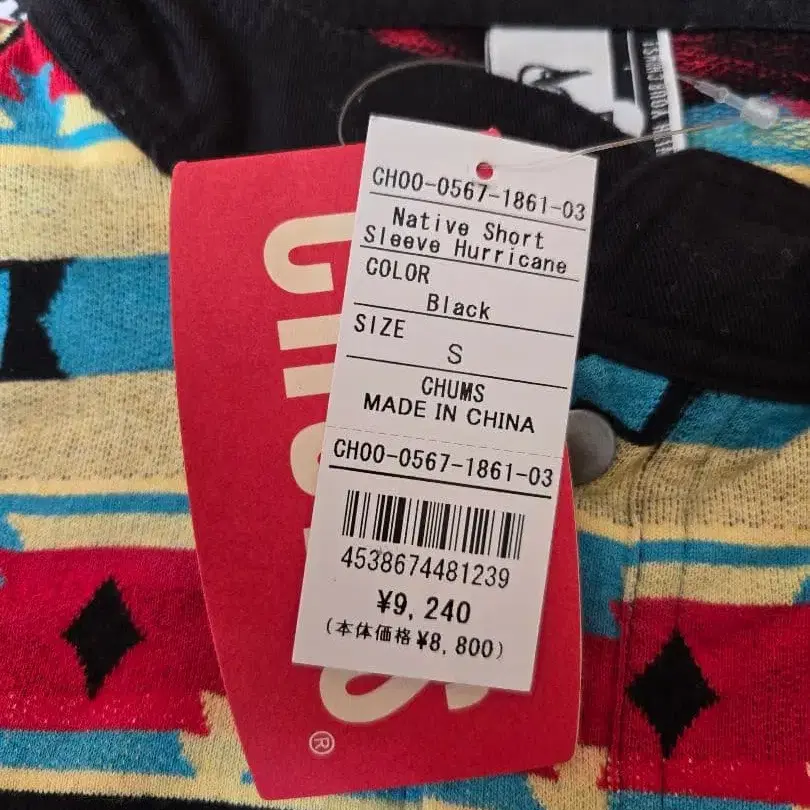 CH00-0567-1861-03
Native Short
Sleeve Hurricane
COLOR
Black
SIZE
S
CHUMS
MADE IN CHINA
CH00-0567-1861-03
4538674481239
¥9,240
(本体価格¥8,800)
®